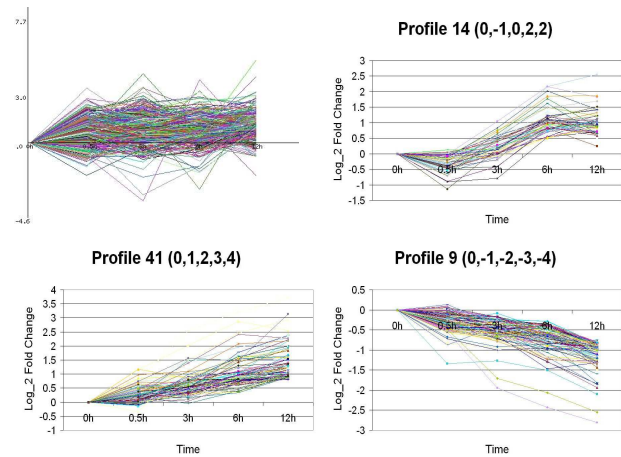 7.7
3.0
.0 0h
0.5h
12h
-4.6
Profile 14 (0,-1,0,2,2)
3
2.5
2
1.5
1
0.5
0
-0.5
-1
-1.5
Log_2 Fold Change
0h 0.5h 3h 6h 12h
Time
Profile 41 (0,1,2,3,4)
4
3.5
3
2.5
2
1.5
1
0.5
0
-0.5
-1
Log_2 Fold Change
0h 0.5h 3h 6h 12h
Time
Profile 9 (0,-1,-2,-3,-4)
0.5
0
-0.5
-1
-1.5
-2
-2.5
-3
Log_2 Fold Change
0h 0.5h 3h 6h 12h
Time